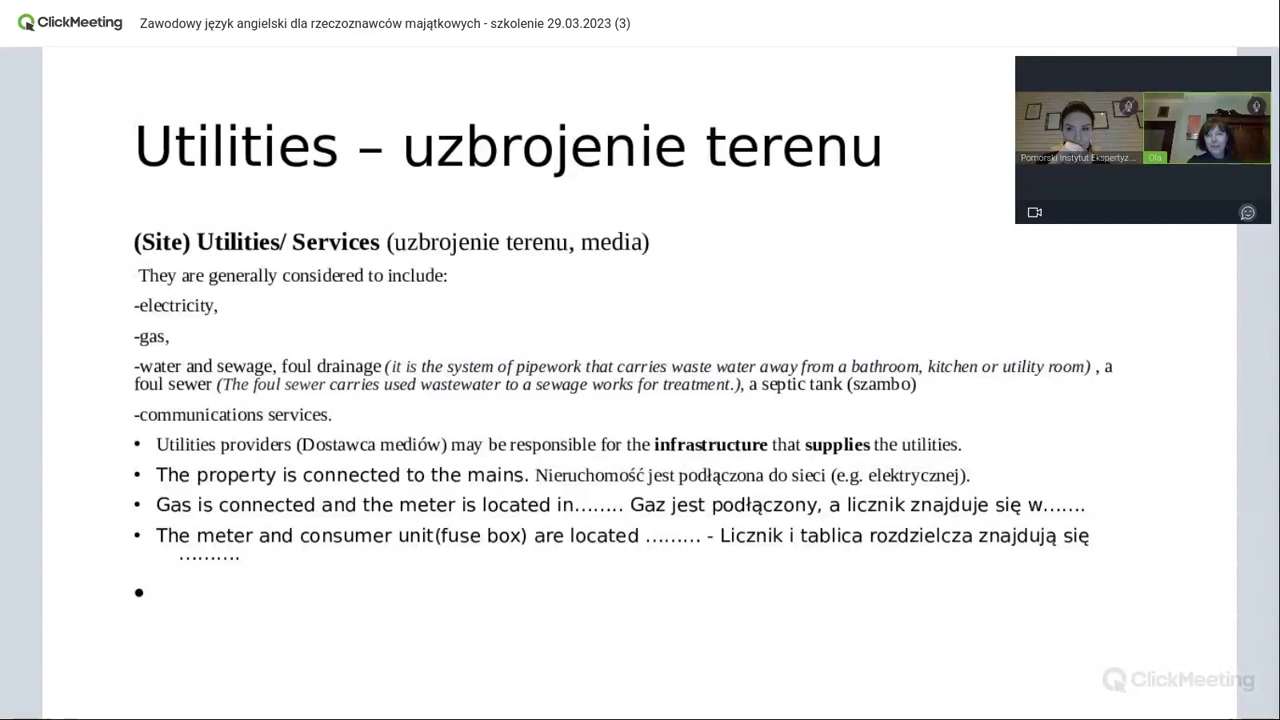 ClickMeeting Zawodowy język angielski dla rzeczoznawców majątkowych - szkolenie 29.03.2023 (3)
Utilities – uzbrojenie terenu
Pomorski Instytut Ekspertyz ... Ola
(Site) Utilities/ Services (uzbrojenie terenu, media)
They are generally considered to include:
-electricity,
-gas,
-water and sewage, foul drainage (it is the system of pipework that carries waste water away from a bathroom, kitchen or utility room) , a
foul sewer (The foul sewer carries used wastewater to a sewage works for treatment.), a septic tank (szambo)
-communications services.
• Utilities providers (Dostawca mediów) may be responsible for the infrastructure that supplies the utilities.
• The property is connected to the mains. Nieruchomość jest podłączona do sieci (e.g. elektrycznej).
• Gas is connected and the meter is located in........ Gaz jest podłączony, a licznik znajduje się w.......
• The meter and consumer unit(fuse box) are located ......... - Licznik i tablica rozdzielcza znajdują się
..........
•
ClickMeeting